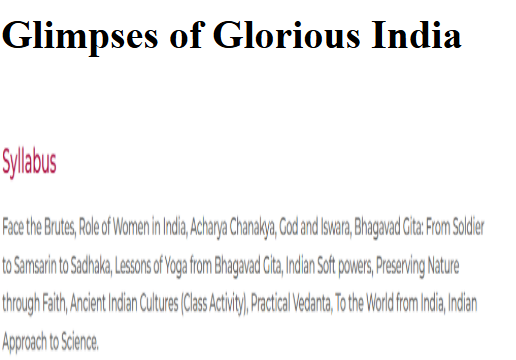 Glimpses of Glorious India
Syllabus
Face the Brutes, Role of Women in India, Acharya Chanakya, God and Iswara, Bhagavad Gita: From Soldier
to Samsarin to Sadhaka, Lessons of Yoga from Bhagavad Gita, Indian Soft powers, Preserving Nature
through Faith, Ancient Indian Cultures (Class Activity), Practical Vedanta, To the World from India, Indian
Approach to Science.